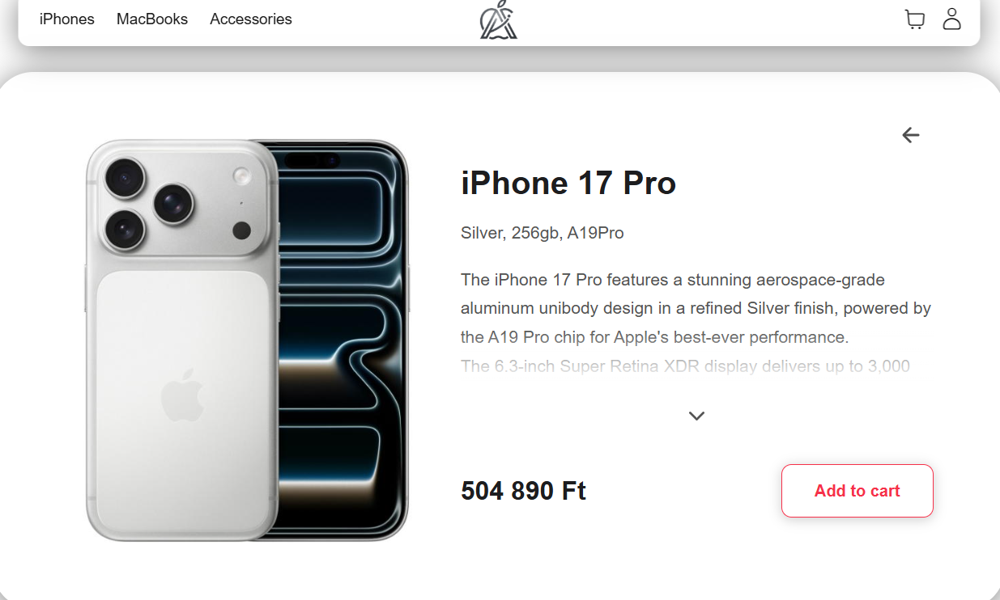 iPhones MacBooks Accessories
iPhone 17 Pro
Silver, 256gb, A19Pro
The iPhone 17 Pro features a stunning aerospace-grade
aluminum unibody design in a refined Silver finish, powered by
the A19 Pro chip for Apple's best-ever performance.
The 6.3-inch Super Retina XDR display delivers up to 3,000
504 890 Ft
Add to cart